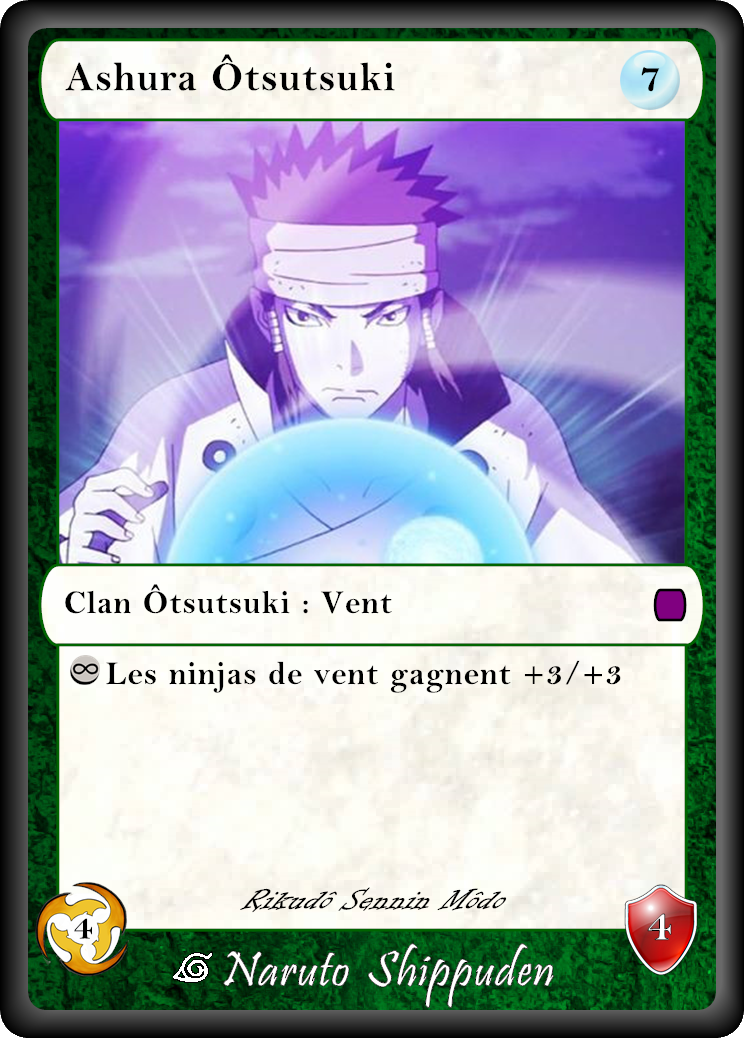 Ashura Ôtsutsuki
7
Clan Ôtsutsuki : Vent
∞ Les ninjas de vent gagnent +3/+3
Rikudô Sennin Môdo
4
4
Naruto Shippuden